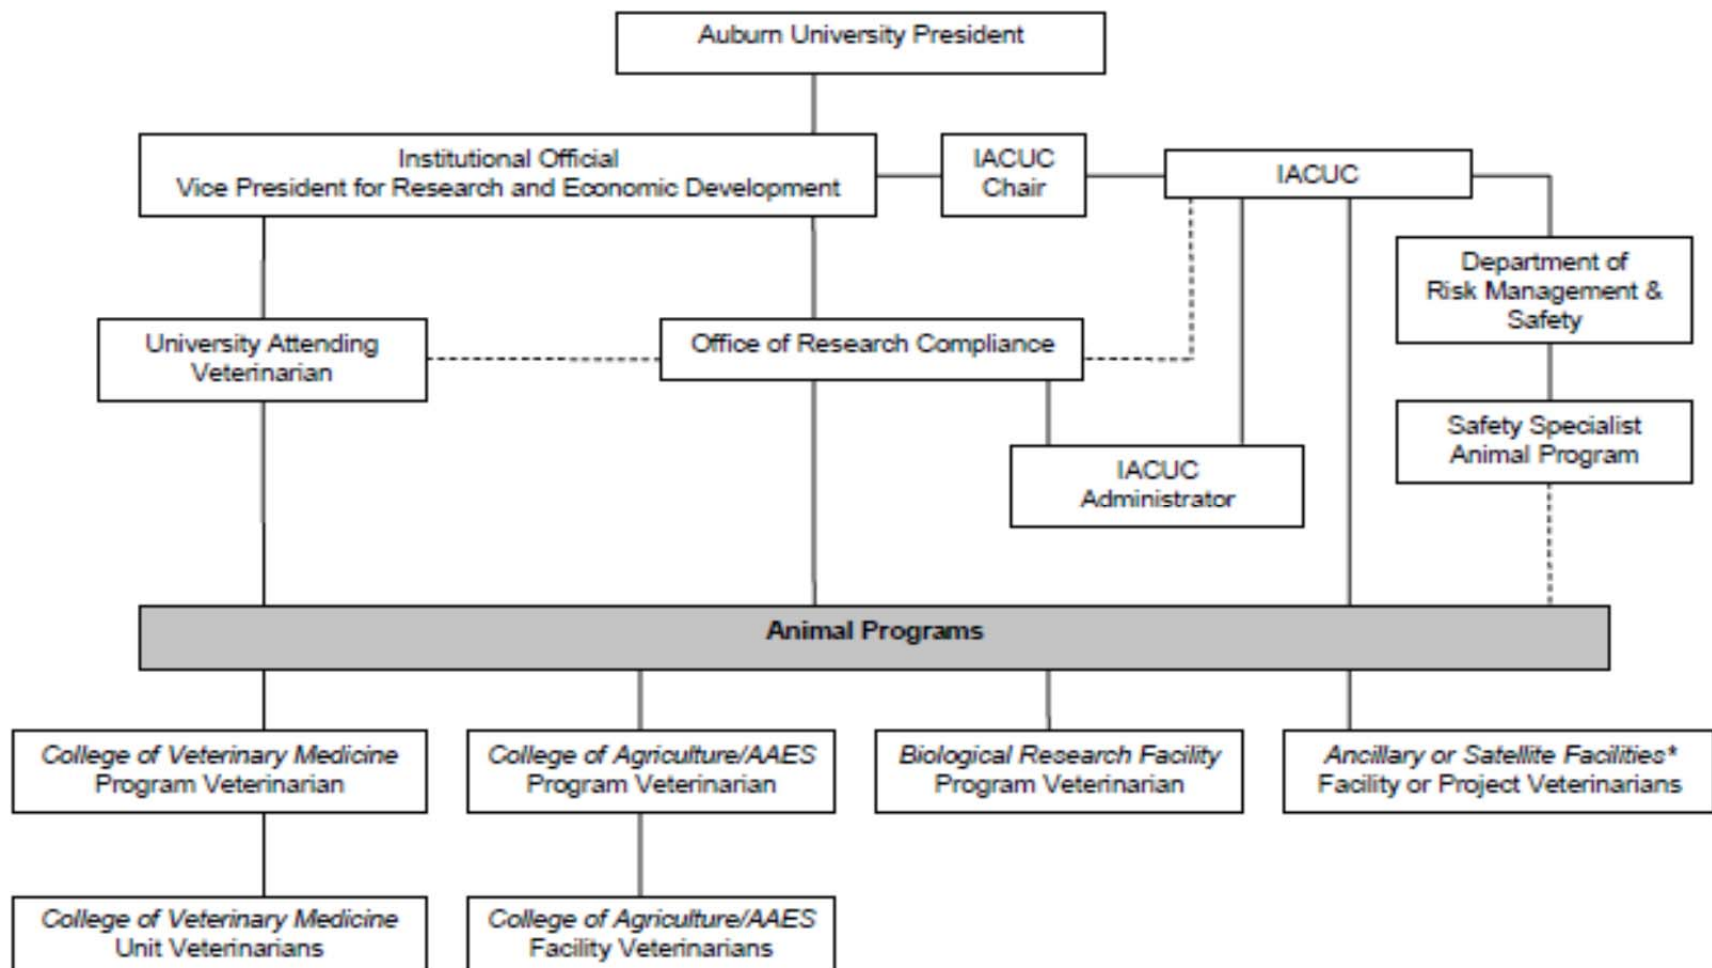 Auburn University President
Institutional Official
Vice President for Research and Economic Development
IACUC
Chair
IACUC
Department of
Risk Management &
Safety
University Attending
Veterinarian
Office of Research Compliance
Safety Specialist
Animal Program
IACUC
Administrator
Animal Programs
College of Veterinary Medicine
Program Veterinarian
College of Agriculture/AAES
Program Veterinarian
Biological Research Facility
Program Veterinarian
Ancillary or Satellite Facilities*
Facility or Project Veterinarians
College of Veterinary Medicine
Unit Veterinarians
College of Agriculture/AAES
Facility Veterinarians